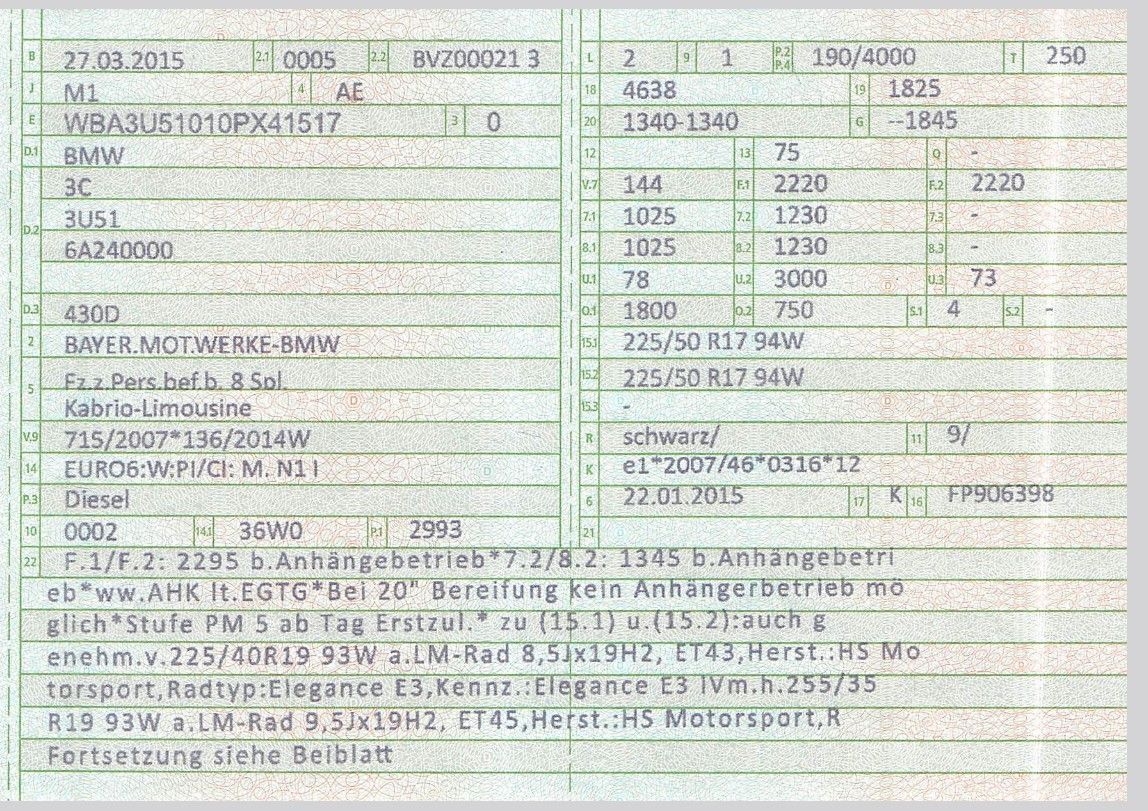 B 27.03.2015 2.1 0005 2.2 BVZ00021 3
J M1 4 AE
E WBA3U51010PX41517 3 0
D.1 BMW
3C
D.2 3U51
6A240000
D.3 430D
2 BAYER.MOT.WERKE-BMW
5 Fz.z.Pers.bef.b. 8 Spl.
Kabrio-Limousine
V.9 715/2007*136/2014W
14 EURO6:W:PI/CI: M. N1 I
P.3 Diesel
10 0002 14.1 36W0 P.1 2993
L 2 9 1 P.2 P.4 190/4000 T 250
18 4638 19 1825
20 1340-1340 G --1845
12 13 75 Q -
V.7 144 F.1 2220 F.2 2220
7.1 1025 7.2 1230 7.3 -
8.1 1025 8.2 1230 8.3 -
U.1 78 U.2 3000 U.3 73
O.1 1800 O.2 750 S.1 4 S.2 -
15.1 225/50 R17 94W
15.2 225/50 R17 94W
15.3 -
R schwarz/ 11 9/
K e1*2007/46*0316*12
6 22.01.2015 17 K 16 FP906398
21
22 F.1/F.2: 2295 b.Anhängebetrieb*7.2/8.2: 1345 b.Anhängebetri
eb*ww.AHK lt.EGTG*Bei 20" Bereifung kein Anhängerbetrieb mö
glich*Stufe PM 5 ab Tag Erstzul.* zu (15.1) u.(15.2):auch g
enehm.v.225/40R19 93W a.LM-Rad 8,5Jx19H2, ET43,Herst.:HS Mo
torsport,Radtyp:Elegance E3,Kennz.:Elegance E3 IVm.h.255/35
R19 93W a.LM-Rad 9,5Jx19H2, ET45,Herst.:HS Motorsport,R
Fortsetzung siehe Beiblatt